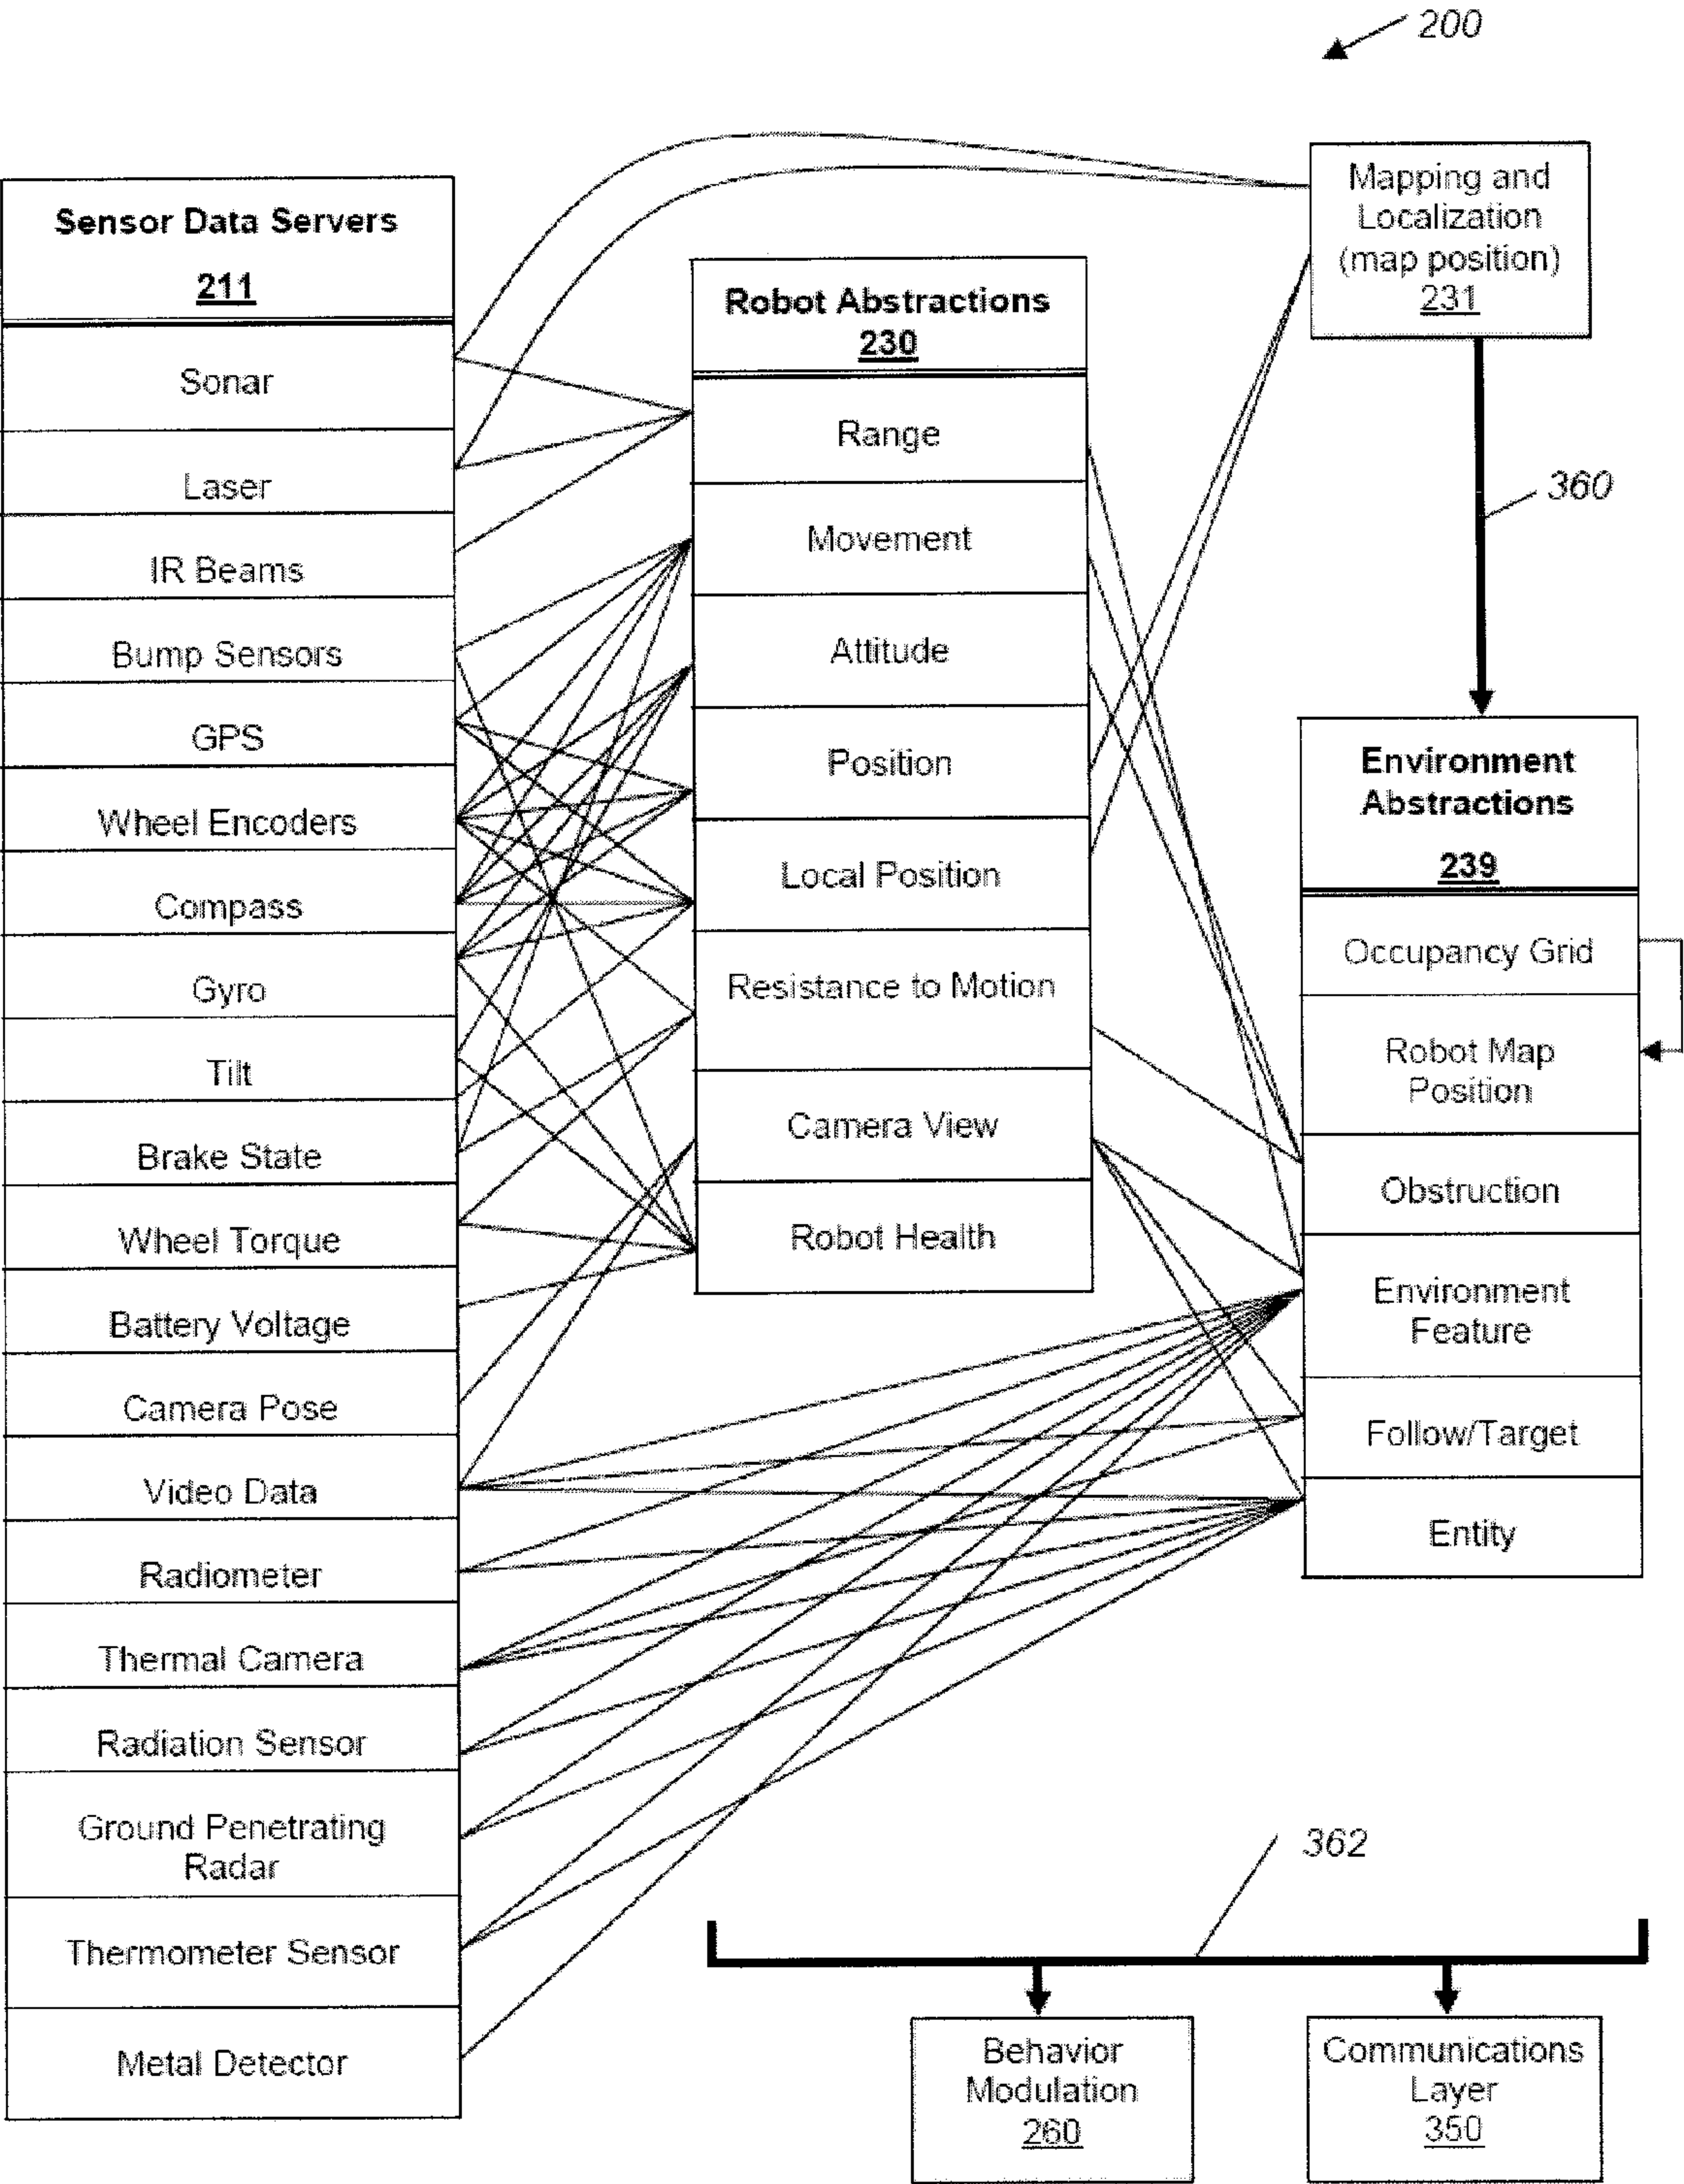 200
Sensor Data Servers
211
Sonar
Laser
IR Beams
Bump Sensors
GPS
Wheel Encoders
Compass
Gyro
Tilt
Brake State
Wheel Torque
Battery Voltage
Camera Pose
Video Data
Radiometer
Thermal Camera
Radiation Sensor
Ground Penetrating
Radar
Thermometer Sensor
Metal Detector
Robot Abstractions
230
Range
Movement
Attitude
Position
Local Position
Resistance to Motion
Camera View
Robot Health
Mapping and
Localization
(map position)
231
360
Environment
Abstractions
239
Occupancy Grid
Robot Map
Position
Obstruction
Environment
Feature
Follow/Target
Entity
362
Behavior
Modulation
260
Communications
Layer
350